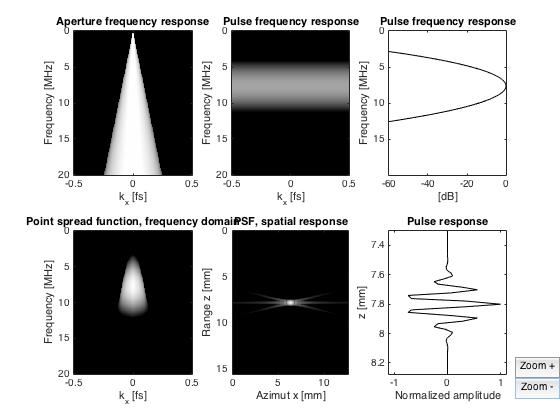 Aperture frequency response
Pulse frequency response
Pulse frequency response
0
5
10
15
20
Frequency [MHz]
-0.5
0
0.5
k_x [fs]
0
5
10
15
20
Frequency [MHz]
-0.5
0
0.5
k_x [fs]
0
5
10
15
Frequency [MHz]
-60
-40
-20
0
[dB]
Point spread function, frequency domain
PSF, spatial response
Pulse response
0
5
10
15
20
Frequency [MHz]
-0.5
0
0.5
k_x [fs]
0
5
10
15
Range z [mm]
0
5
10
Azimut x [mm]
7.4
7.6
7.8
8
8.2
z [mm]
-1
0
1
Normalized amplitude
Zoom +
Zoom -